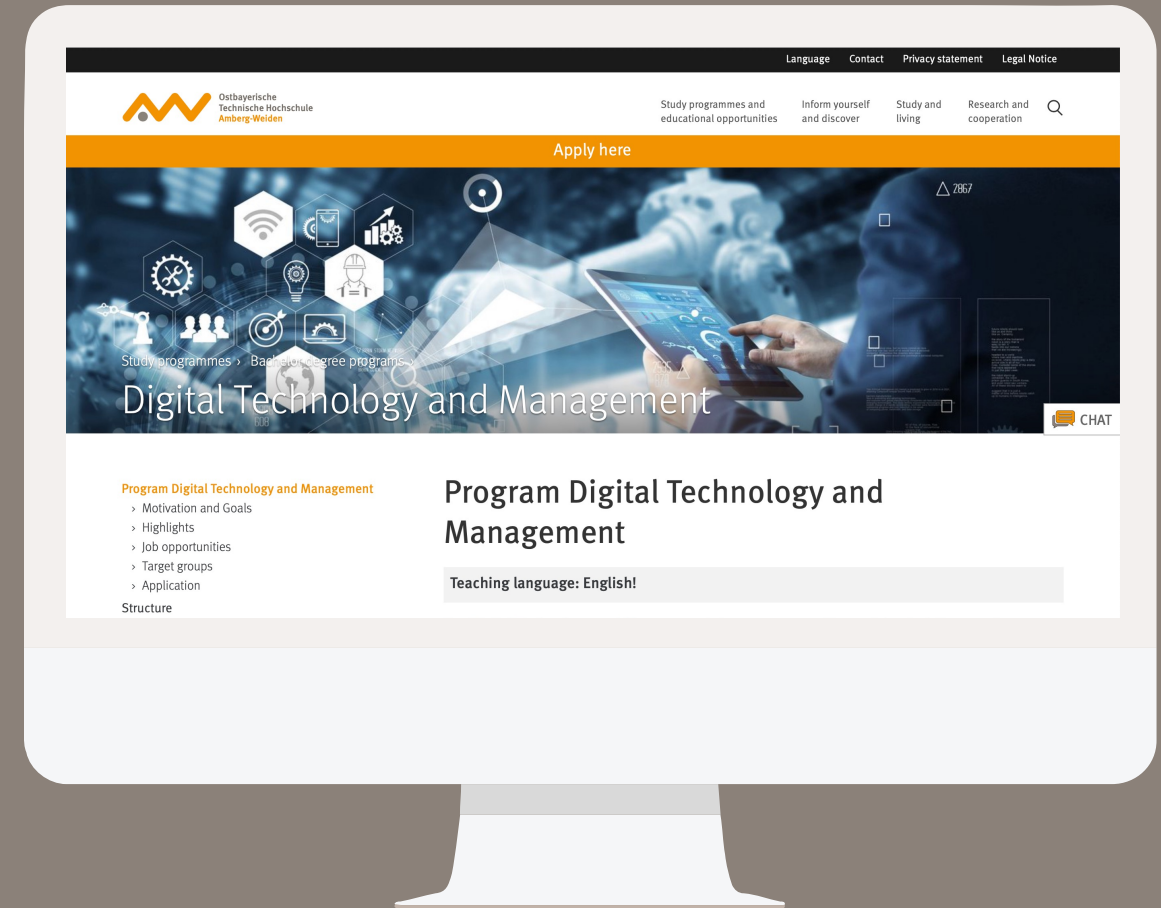 Language Contact Privacy statement Legal Notice
Ostbayerische
Technische Hochschule
Amberg-Weiden
Study programmes and
educational opportunities
Inform yourself
and discover
Study and
living
Research and
cooperation
Apply here
2867
Study programmes › Bachelor degree programs ›
Digital Technology and Management
608
CHAT
Program Digital Technology and Management
› Motivation and Goals
› Highlights
› Job opportunities
› Target groups
› Application
Structure
Program Digital Technology and
Management
Teaching language: English!